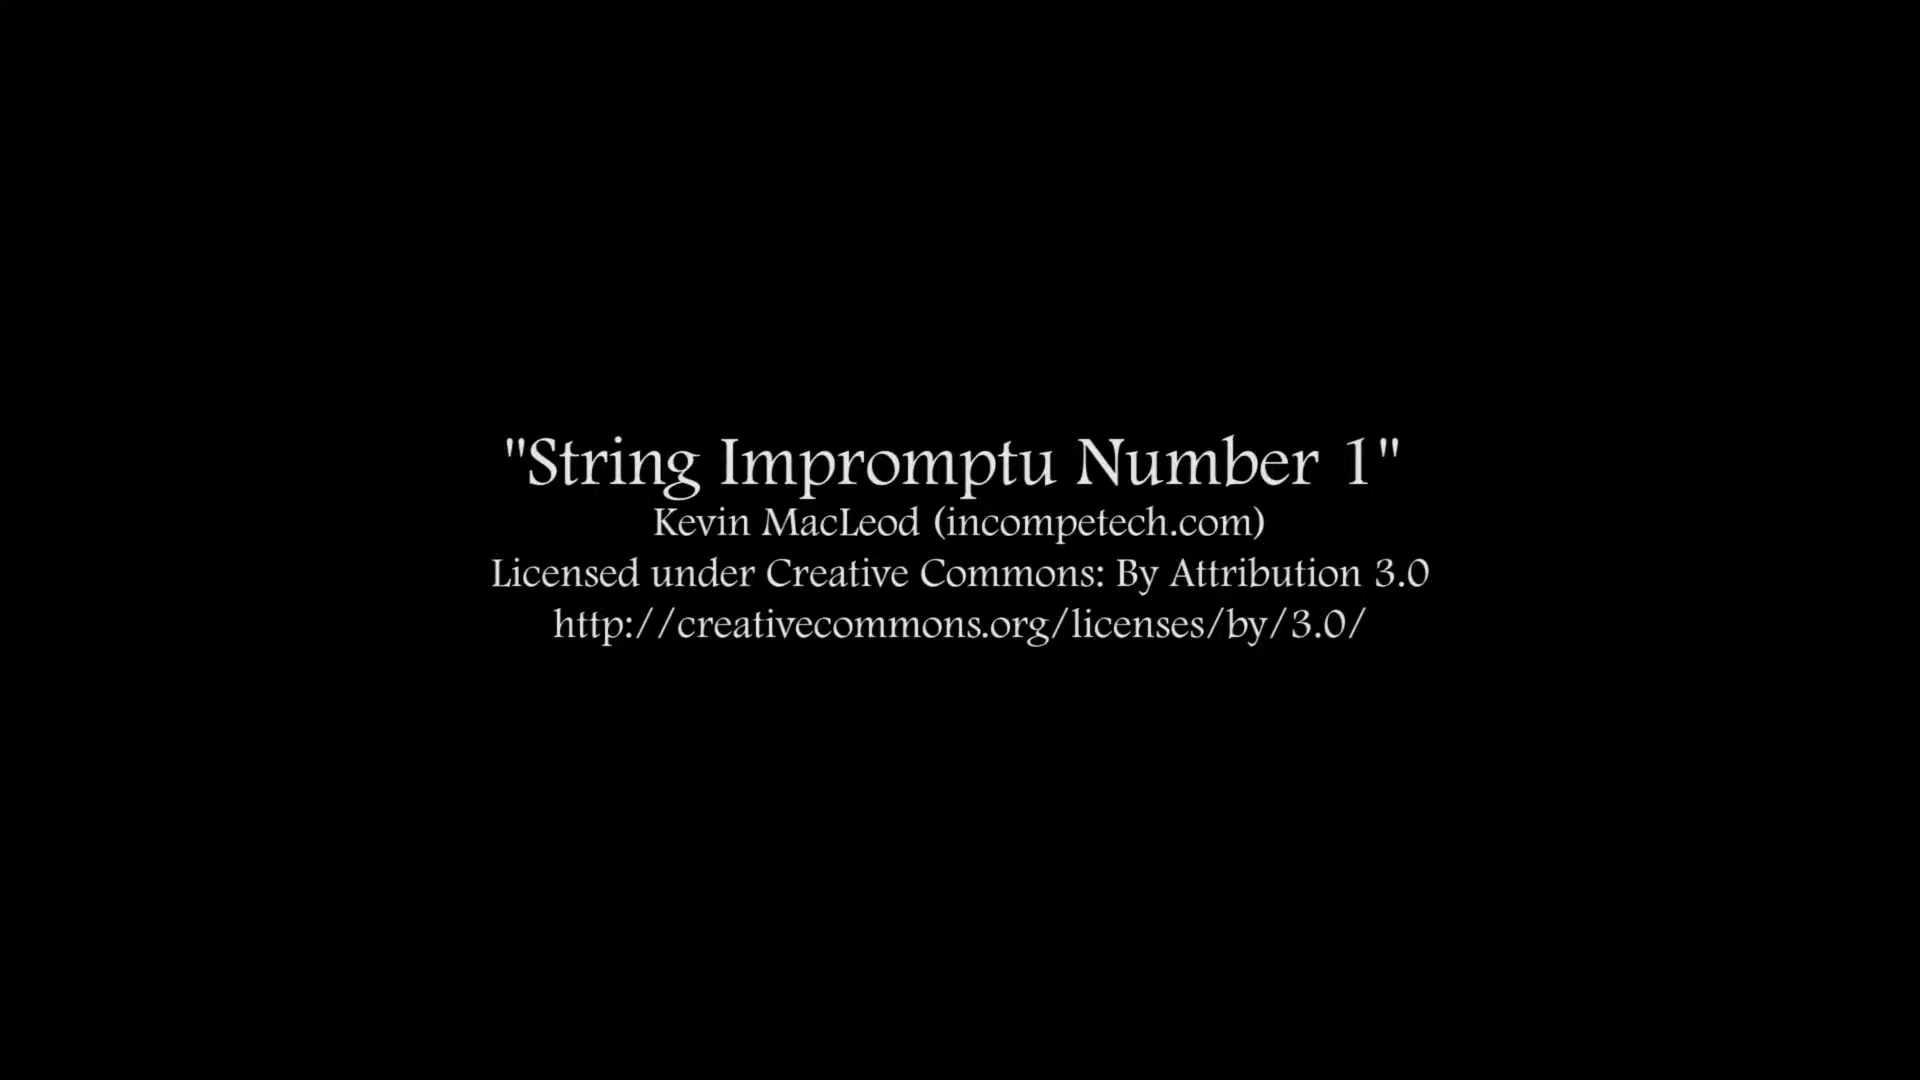 "String Impromptu Number 1"
Kevin MacLeod (incompetech.com)
Licensed under Creative Commons: By Attribution 3.0
http://creativecommons.org/licenses/by/3.0/